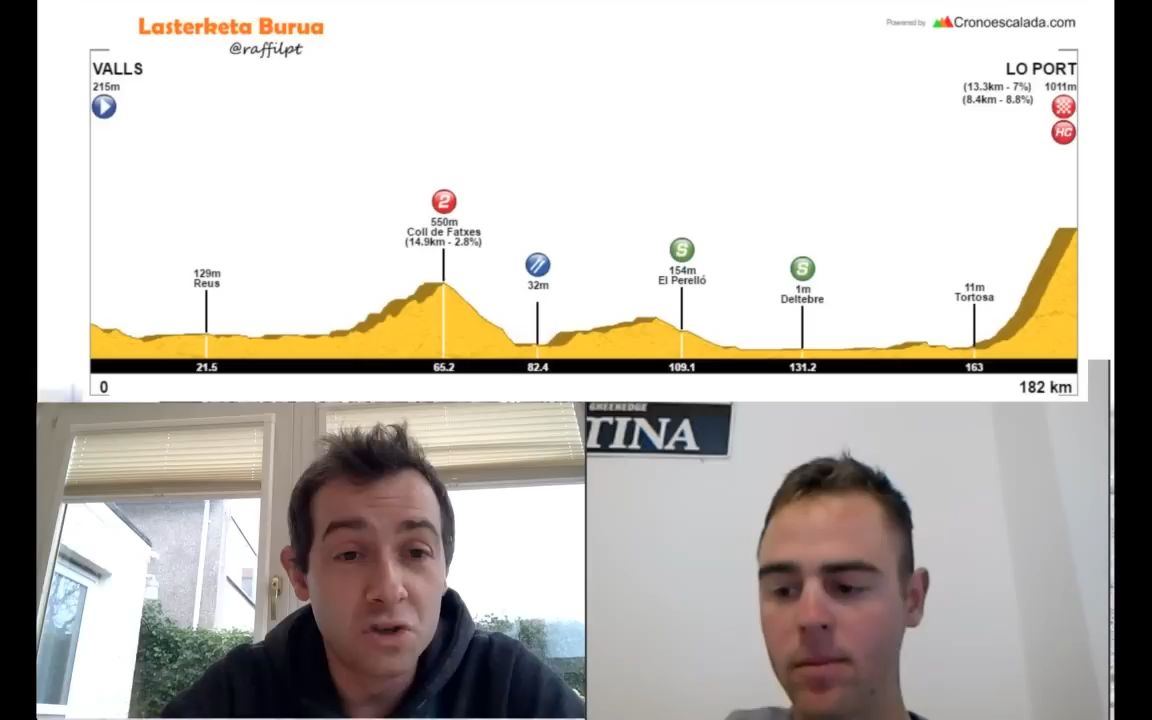 Lasterketa Burua
@raffilpt
Powered by Cronoescalada.com
VALLS
215m
LO PORT
(13.3km - 7%) 1011m
(8.4km - 8.8%)
HC
2
550m
Coll de Fatxes
(14.9km - 2.8%)
129m
Reus
32m
S
154m
El Perelló
S
1m
Deltebre
11m
Tortosa
21.5
65.2
82.4
109.1
131.2
163
0
182 km
GREENEDGE
TINA